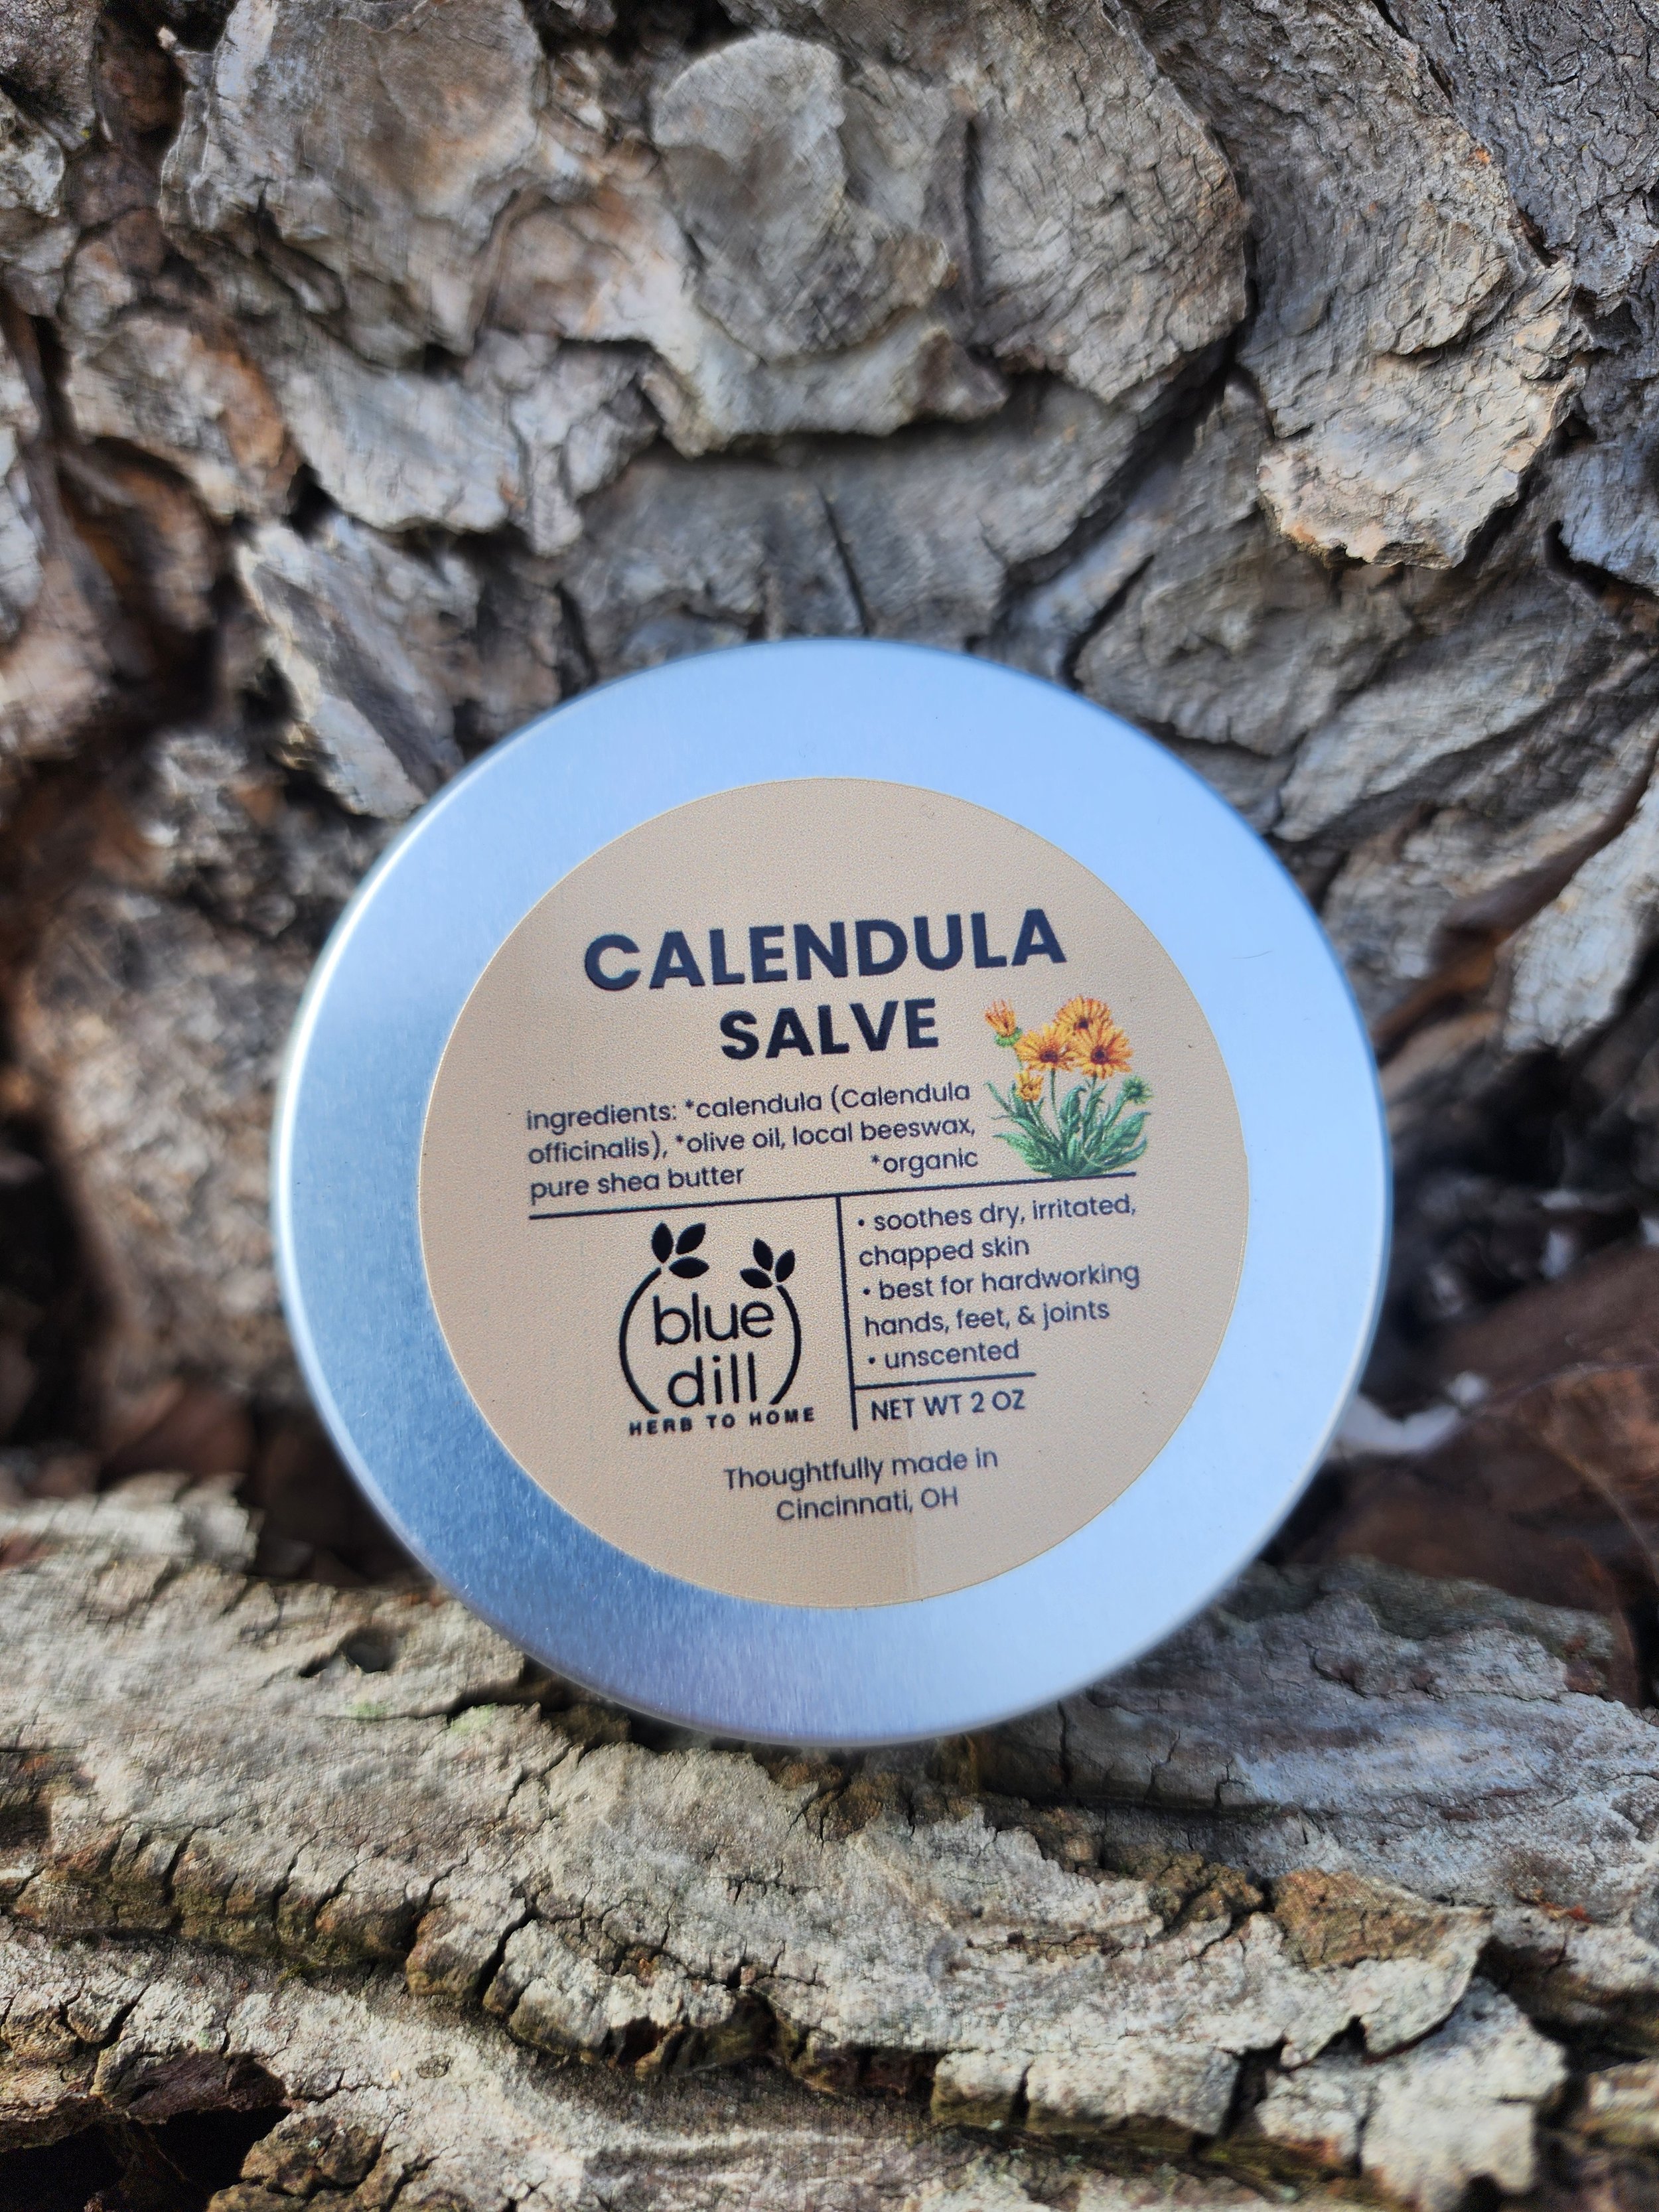 CALENDULA
SALVE
ingredients: *calendula (Calendula
officinalis), *olive oil, local beeswax,
pure shea butter *organic
blue
dill
HERB TO HOME
• soothes dry, irritated,
chapped skin
• best for hardworking
hands, feet, & joints
• unscented
NET WT 2 OZ
Thoughtfully made in
Cincinnati, OH